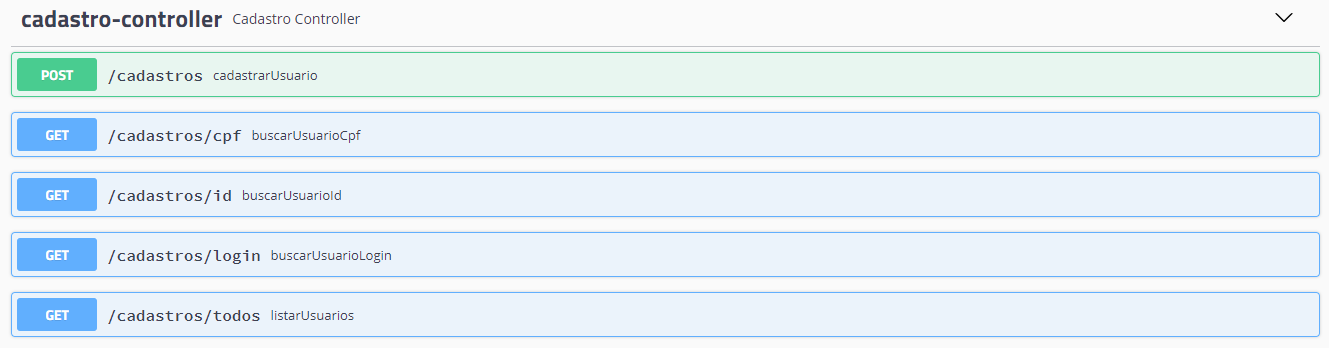 cadastro-controller Cadastro Controller
POST /cadastros cadastrarUsuario
GET /cadastros/cpf buscarUsuarioCpf
GET /cadastros/id buscarUsuarioId
GET /cadastros/login buscarUsuarioLogin
GET /cadastros/todos listarUsuarios